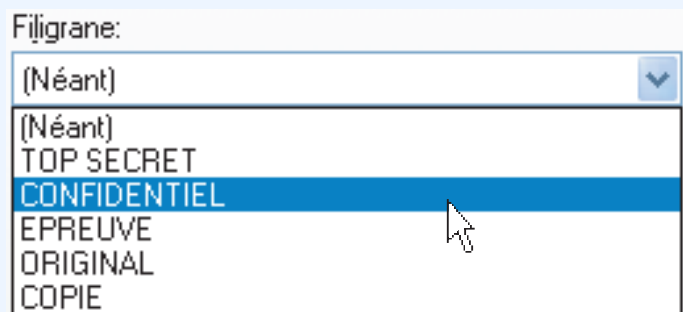 Filigrane:
(Néant)
(Néant)
TOP SECRET
CONFIDENTIEL
EPREUVE
ORIGINAL
COPIE